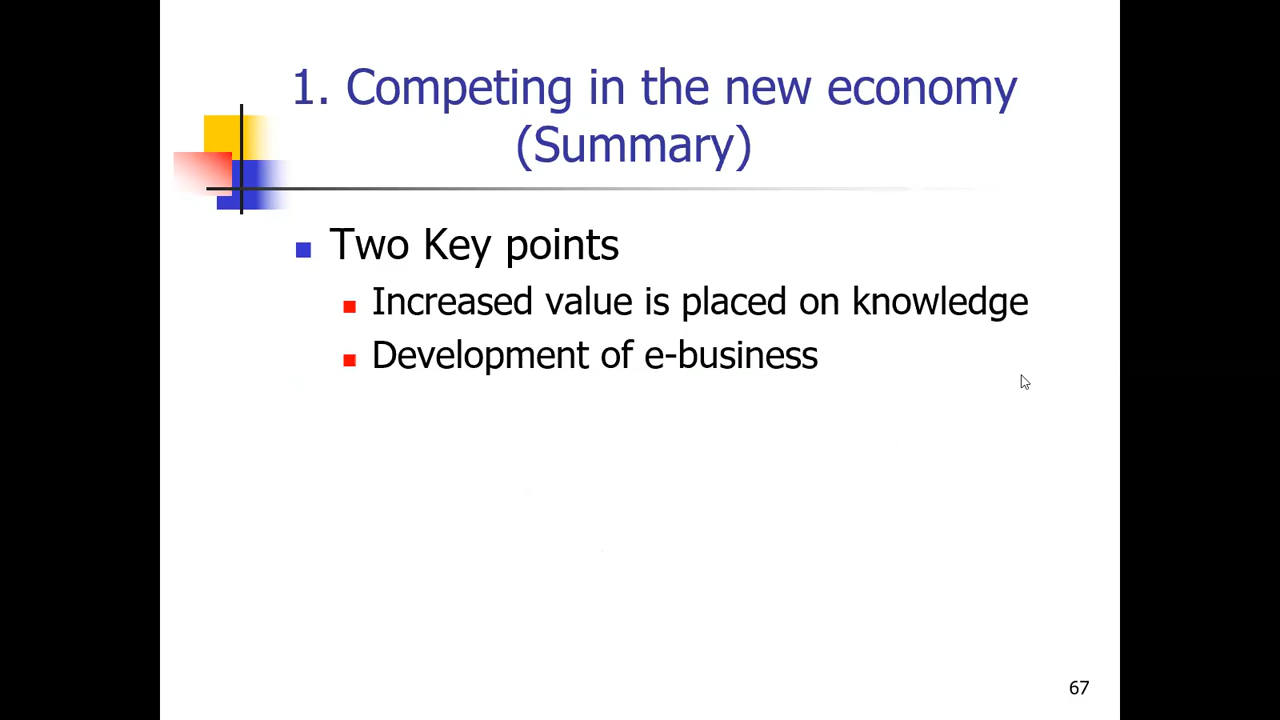 1. Competing in the new economy
(Summary)
Two Key points
Increased value is placed on knowledge
Development of e-business
67